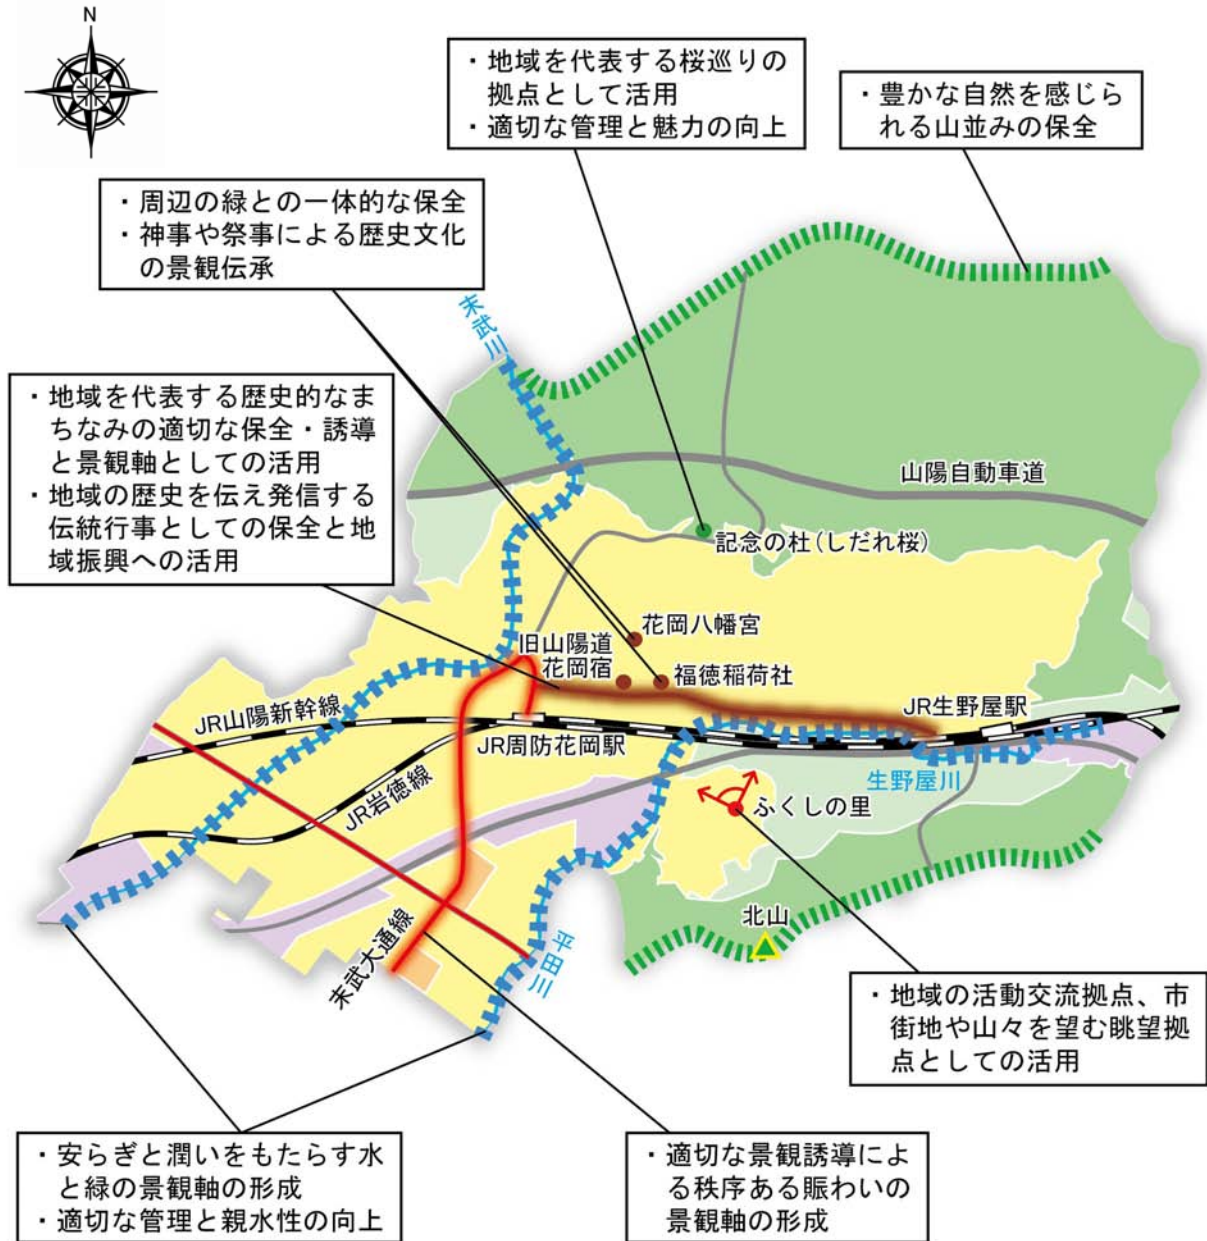 N
・地域を代表する桜巡りの
拠点として活用
・適切な管理と魅力の向上
・豊かな自然を感じら
れる山並みの保全
・周辺の緑との一体的な保全
・神事や祭事による歴史文化
の景観伝承
末武川
・地域を代表する歴史的なま
ちなみの適切な保全・誘導
と景観軸としての活用
・地域の歴史を伝え発信する
伝統行事としての保全と地
域振興への活用
山陽自動車道
記念の杜(しだれ桜)
花岡八幡宮
旧山陽道
花岡宿
福徳稲荷社
JR生野屋駅
JR山陽新幹線
JR周防花岡駅
生野屋川
JR岩徳線
ふくしの里
北山
末武大通線
平田川
・地域の活動交流拠点、市
街地や山々を望む眺望拠
点としての活用
・安らぎと潤いをもたらす水
と緑の景観軸の形成
・適切な管理と親水性の向上
・適切な景観誘導によ
る秩序ある賑わいの
景観軸の形成